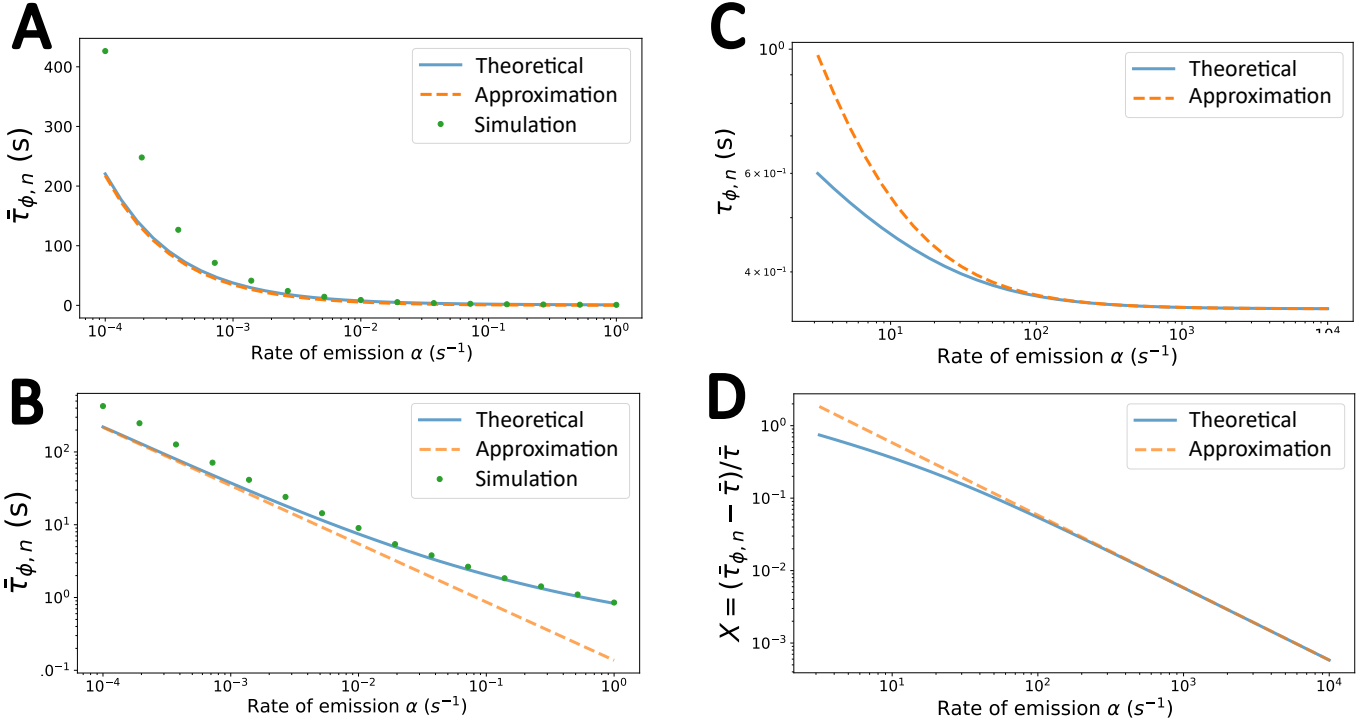 A
τ̄ϕ, n (s)
400
300
200
100
0
Theoretical
Approximation
Simulation
10⁻⁴
10⁻³
10⁻²
10⁻¹
10⁰
Rate of emission α (s⁻¹)
B
τ̄ϕ, n (s)
10²
10¹
10⁰
.0⁻¹
Theoretical
Approximation
Simulation
10⁻⁴
10⁻³
10⁻²
10⁻¹
10⁰
Rate of emission α (s⁻¹)
C
τϕ, n (s)
10⁰
6 × 10⁻¹
4 × 10⁻¹
Theoretical
Approximation
10¹
10²
10³
10⁴
Rate of emission α (s⁻¹)
D
X = (τ̄ϕ, n − τ̄)/τ̄
10⁰
10⁻¹
10⁻²
10⁻³
Theoretical
Approximation
10¹
10²
10³
10⁴
Rate of emission α (s⁻¹)